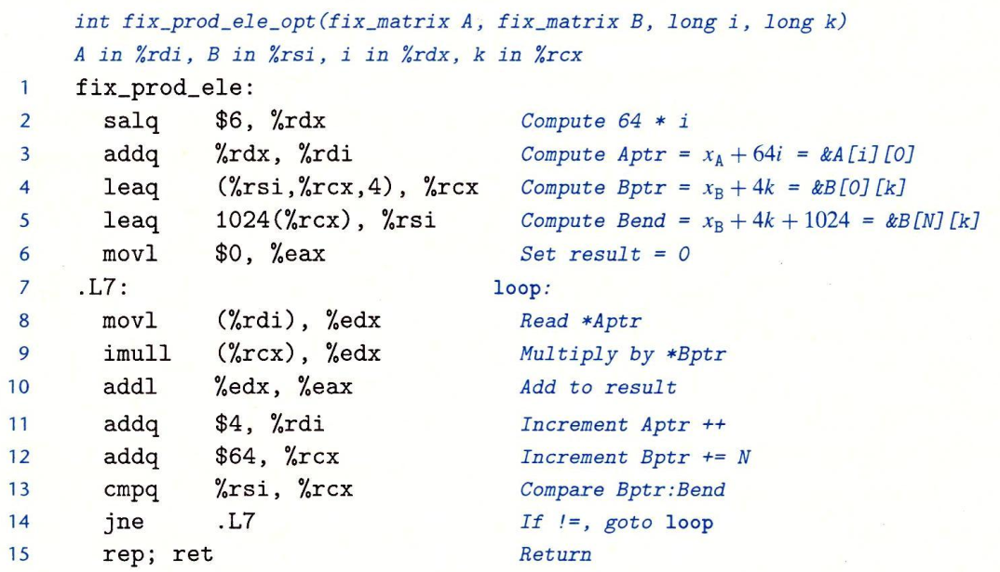 int fix_prod_ele_opt(fix_matrix A, fix_matrix B, long i, long k)
A in %rdi, B in %rsi, i in %rdx, k in %rcx
1 fix_prod_ele:
2 salq $6, %rdx Compute 64 * i
3 addq %rdx, %rdi Compute Aptr = x_A + 64i = &A[i][0]
4 leaq (%rsi,%rcx,4), %rcx Compute Bptr = x_B + 4k = &B[0][k]
5 leaq 1024(%rcx), %rsi Compute Bend = x_B + 4k + 1024 = &B[N][k]
6 movl $0, %eax Set result = 0
7 .L7: loop:
8 movl (%rdi), %edx Read *Aptr
9 imull (%rcx), %edx Multiply by *Bptr
10 addl %edx, %eax Add to result
11 addq $4, %rdi Increment Aptr ++
12 addq $64, %rcx Increment Bptr += N
13 cmpq %rsi, %rcx Compare Bptr:Bend
14 jne .L7 If !=, goto loop
15 rep; ret Return